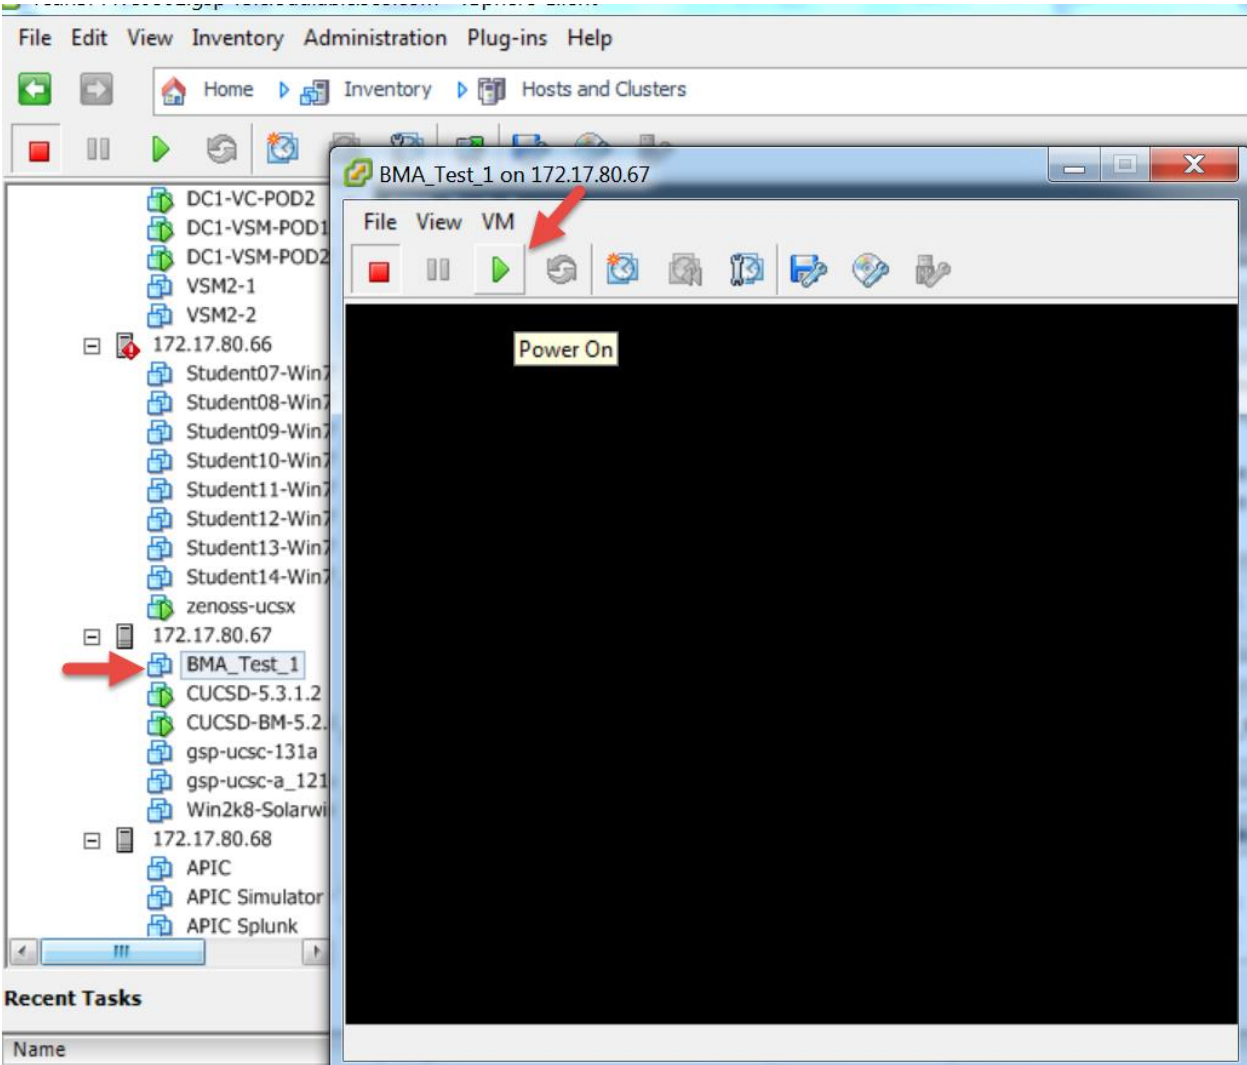 File Edit View Inventory Administration Plug-ins Help
Home Inventory Hosts and Clusters
DC1-VC-POD2
DC1-VSM-POD1
DC1-VSM-POD2
VSM2-1
VSM2-2
172.17.80.66
Student07-Win7
Student08-Win7
Student09-Win7
Student10-Win7
Student11-Win7
Student12-Win7
Student13-Win7
Student14-Win7
zenoss-ucsx
172.17.80.67
BMA_Test_1
CUCSD-5.3.1.2
CUCSD-BM-5.2.
gsp-ucsc-131a
gsp-ucsc-a_121
Win2k8-Solarwi
172.17.80.68
APIC
APIC Simulator
APIC Splunk
Recent Tasks
Name
BMA_Test_1 on 172.17.80.67
File View VM
Power On